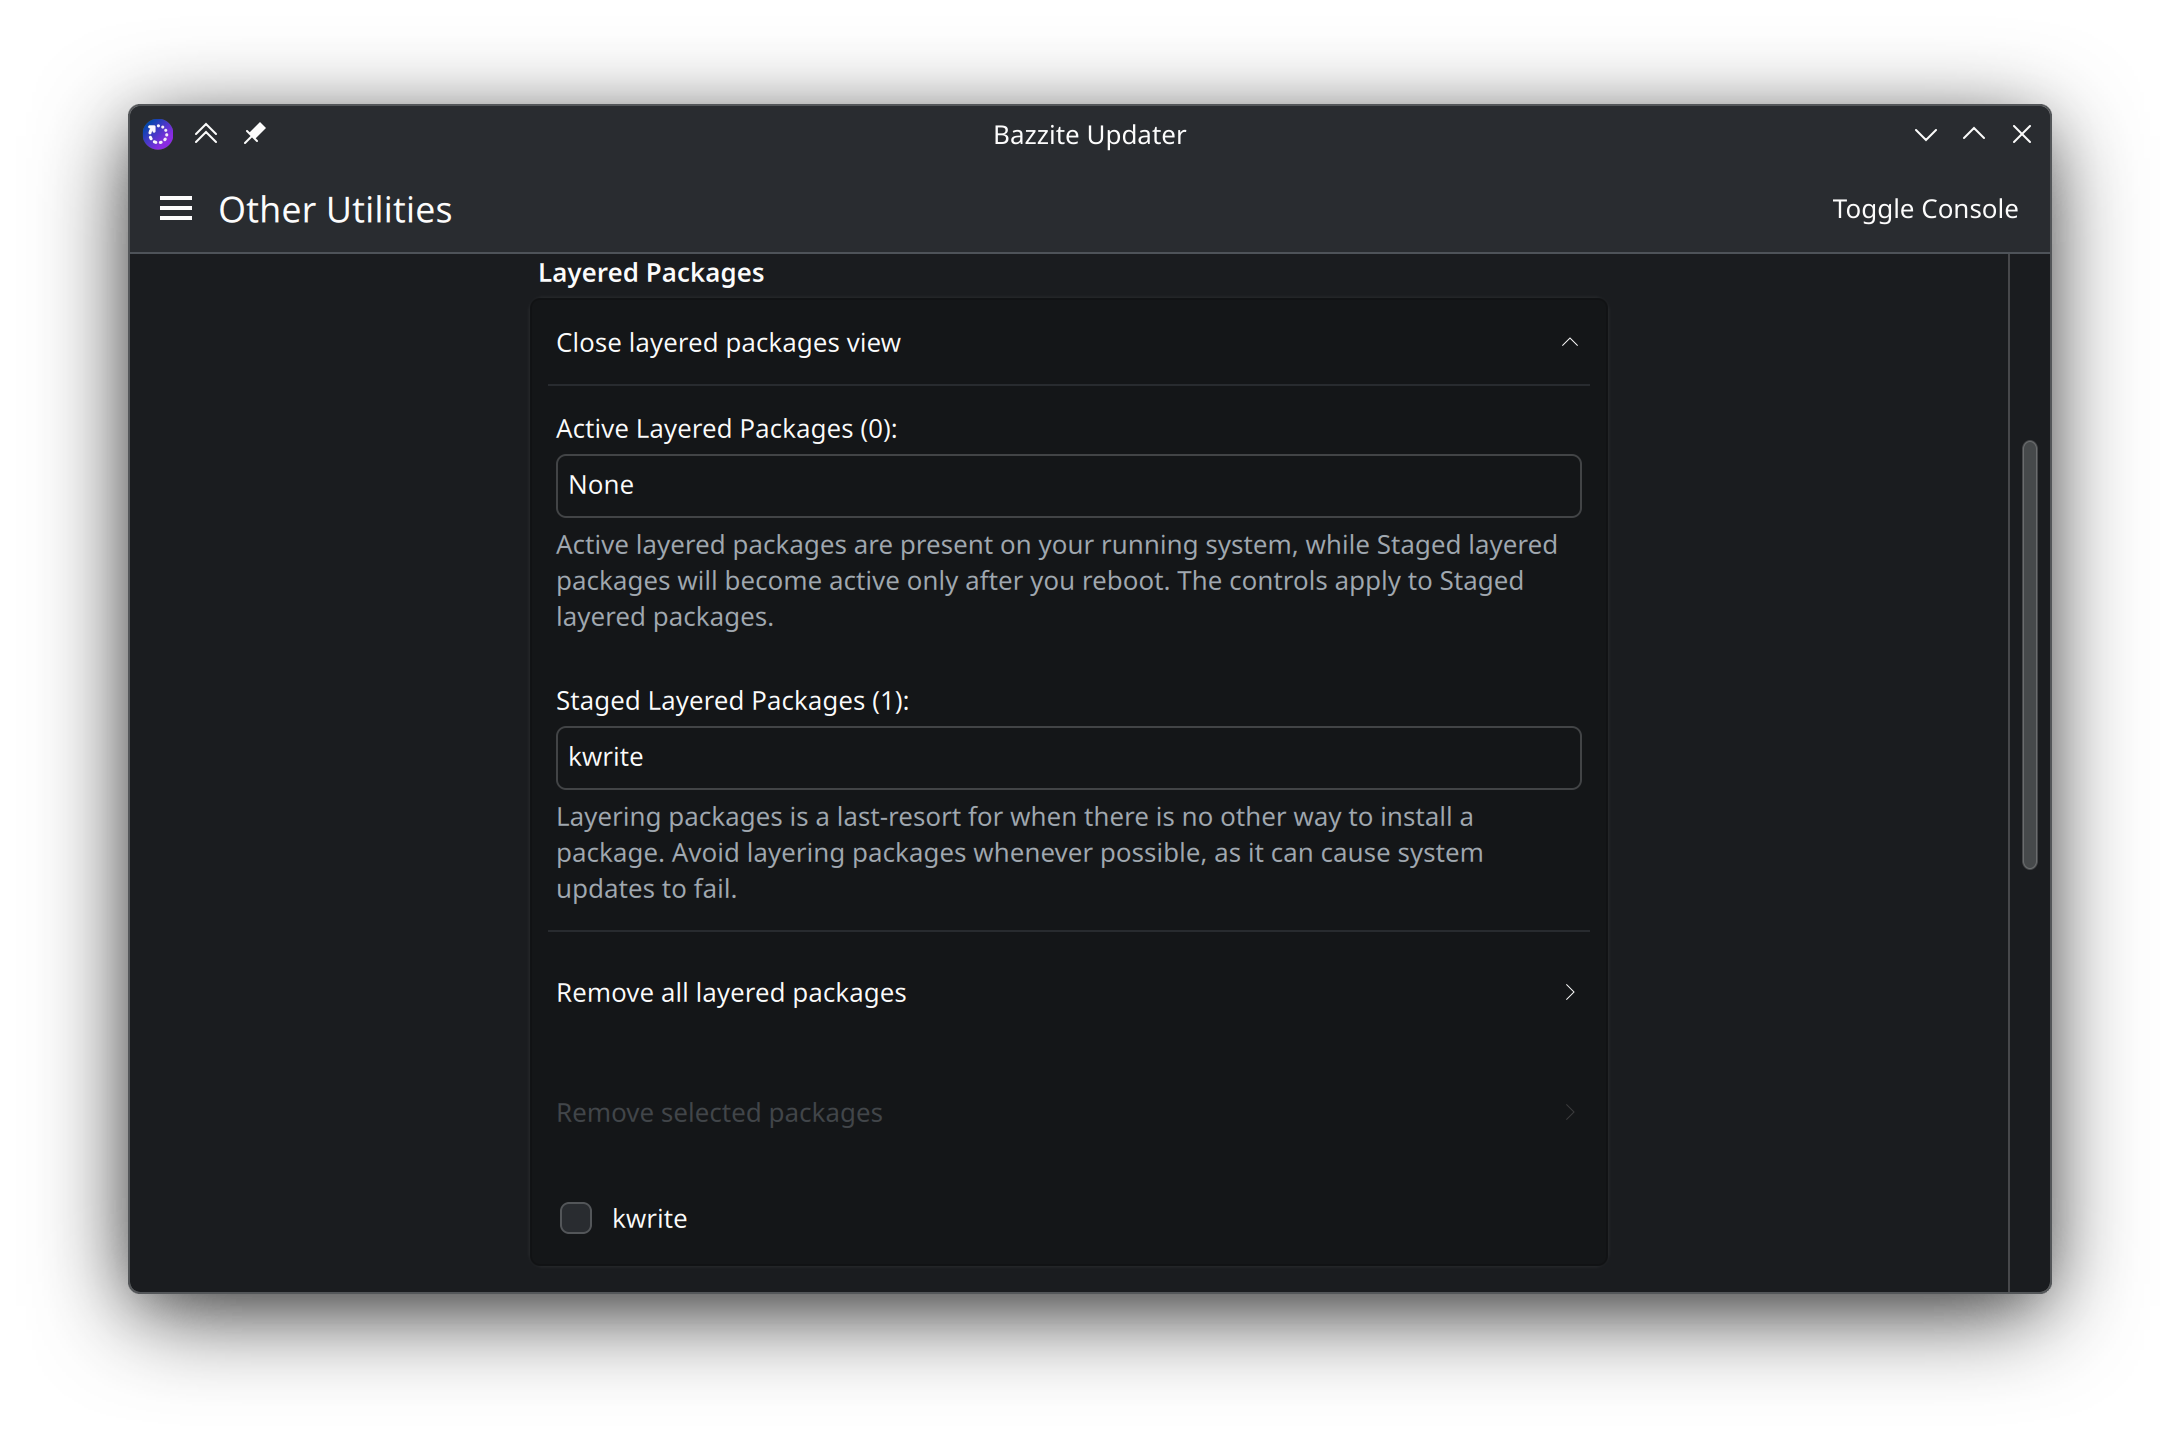 Bazzite Updater
Other Utilities
Toggle Console
Layered Packages
Close layered packages view
Active Layered Packages (0):
None
Active layered packages are present on your running system, while Staged layered
packages will become active only after you reboot. The controls apply to Staged
layered packages.
Staged Layered Packages (1):
kwrite
Layering packages is a last-resort for when there is no other way to install a
package. Avoid layering packages whenever possible, as it can cause system
updates to fail.
Remove all layered packages
Remove selected packages
kwrite